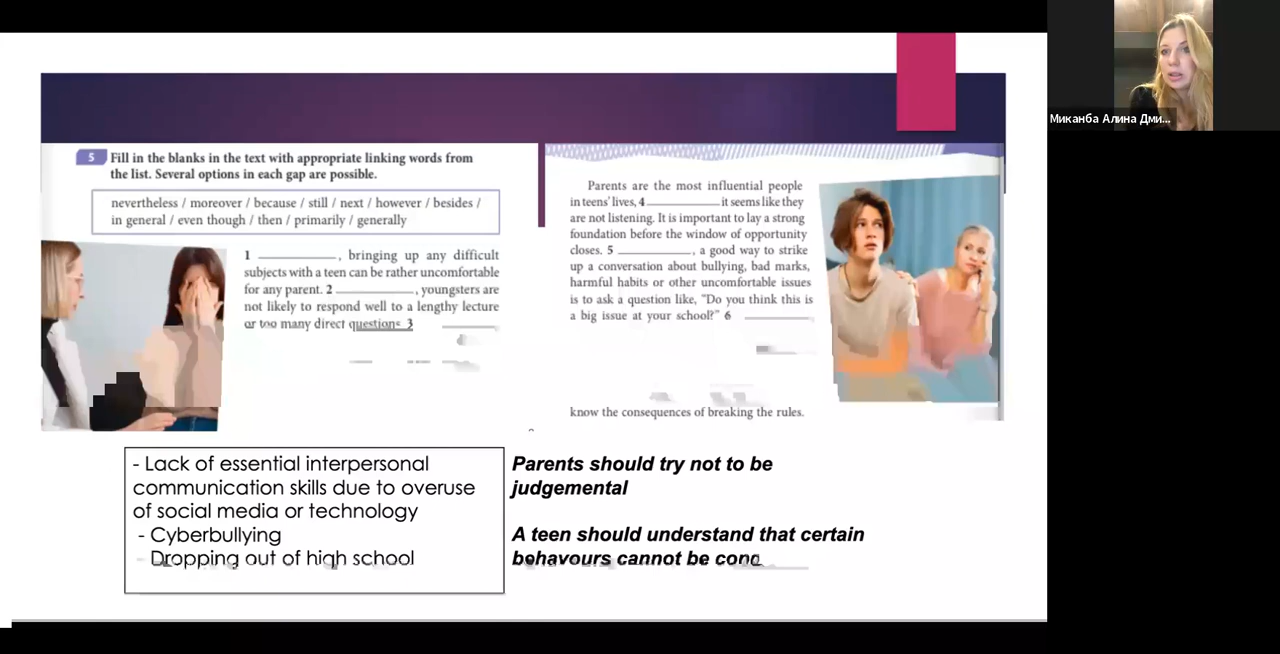 5 Fill in the blanks in the text with appropriate linking words from
the list. Several options in each gap are possible.
nevertheless / moreover / because / still / next / however / besides /
in general / even though / then / primarily / generally
1 ____________, bringing up any difficult
subjects with a teen can be rather uncomfortable
for any parent. 2 ____________, youngsters are
not likely to respond well to a lengthy lecture
or too many direct questions 3 ________
Parents are the most influential people
in teens' lives, 4 ____________ it seems like they
are not listening. It is important to lay a strong
foundation before the window of opportunity
closes. 5 ____________, a good way to strike
up a conversation about bullying, bad marks,
harmful habits or other uncomfortable issues
is to ask a question like, "Do you think this is
a big issue at your school?" 6 ____________
know the consequences of breaking the rules.
- Lack of essential interpersonal
communication skills due to overuse
of social media or technology
- Cyberbullying
- Dropping out of high school
Parents should try not to be
judgemental
A teen should understand that certain
behavours cannot be
Миканба Алина Дми...